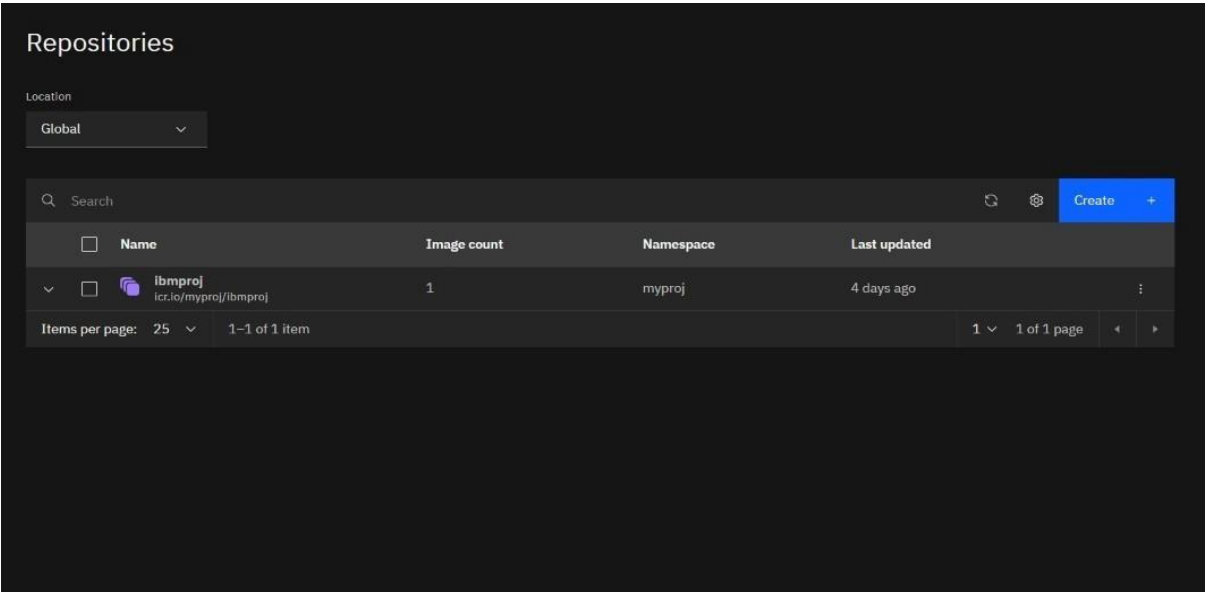 Repositories
Location
Global
Search
Create +
Name Image count Namespace Last updated
ibmproj
icr.io/myproj/ibmproj
1 myproj 4 days ago
Items per page: 25 1–1 of 1 item 1 1 of 1 page